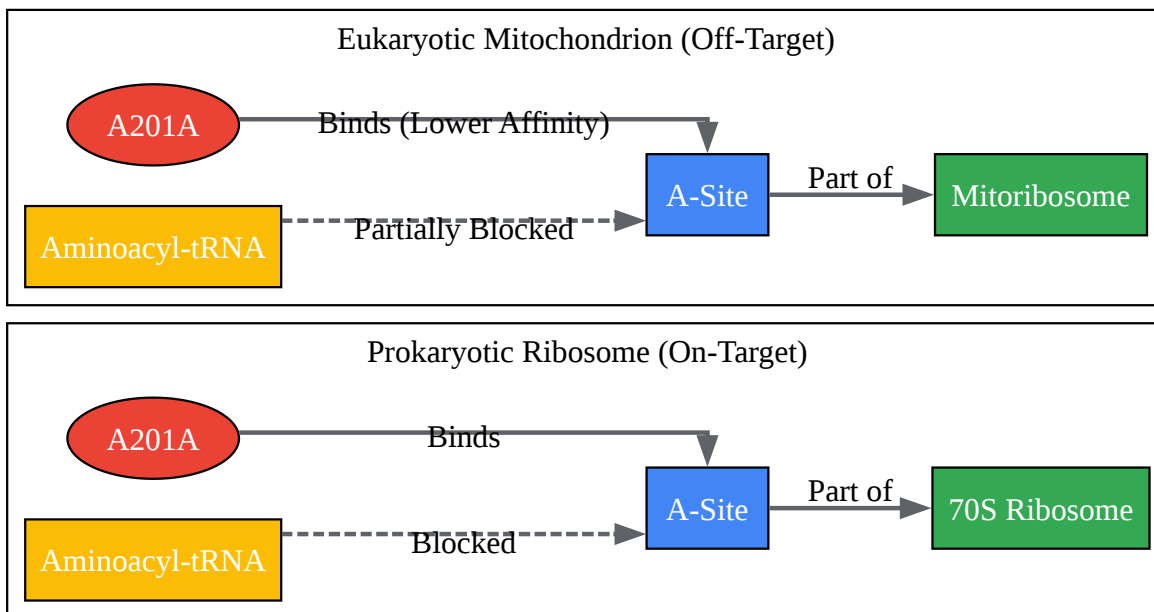 Eukaryotic Mitochondrion (Off-Target)
A201A
Binds (Lower Affinity)
A-Site
Part of
Mitoribosome
Aminoacyl-tRNA
Partially Blocked
Prokaryotic Ribosome (On-Target)
A201A
Binds
A-Site
Part of
70S Ribosome
Aminoacyl-tRNA
Blocked